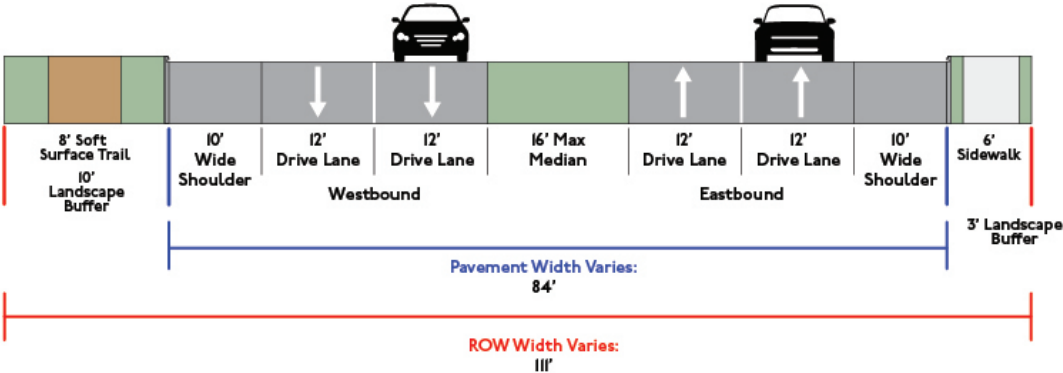 8' Soft
Surface Trail
10'
Landscape
Buffer
10'
Wide
Shoulder
12'
Drive Lane
12'
Drive Lane
Westbound
16' Max
Median
12'
Drive Lane
12'
Drive Lane
Eastbound
10'
Wide
Shoulder
6'
Sidewalk
3' Landscape
Buffer
Pavement Width Varies:
84'
ROW Width Varies:
111'